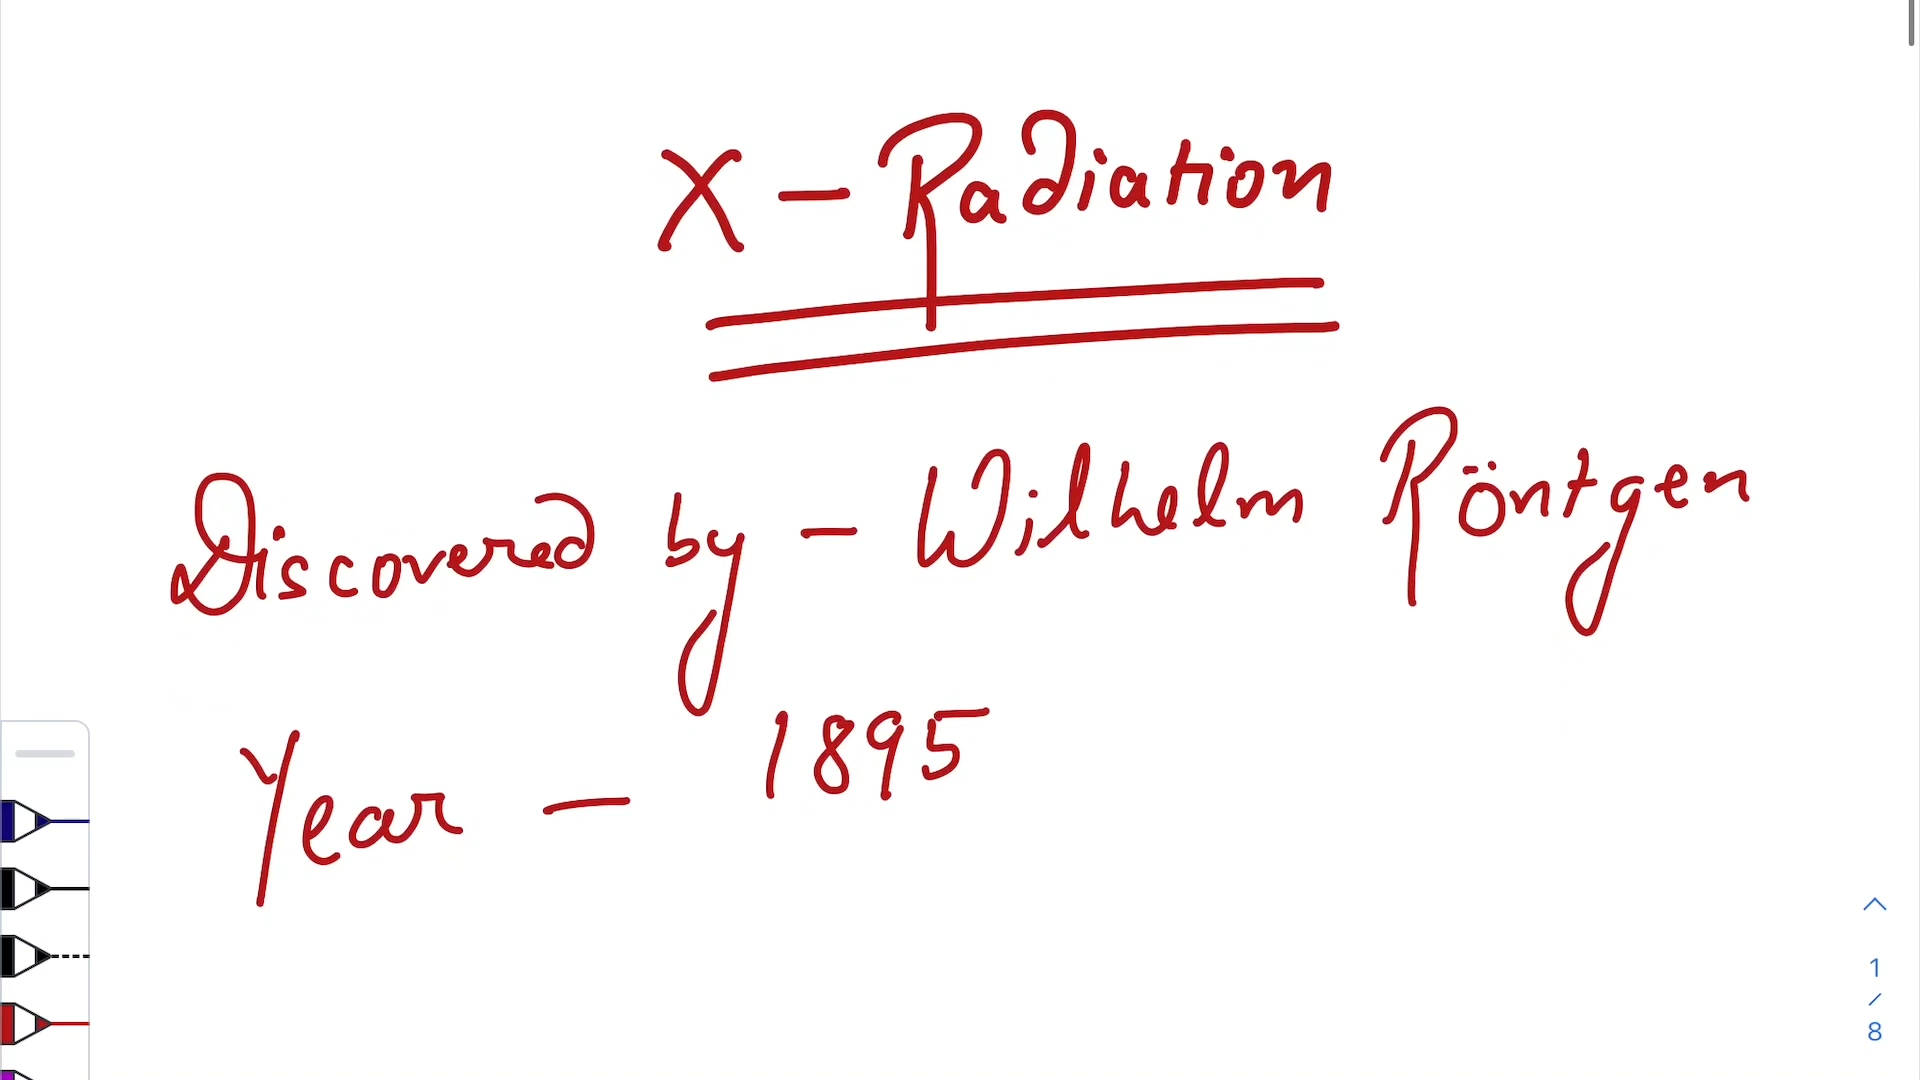 X - Radiation
Discovered by - Wilhelm Röntgen
Year - 1895
1
/
8